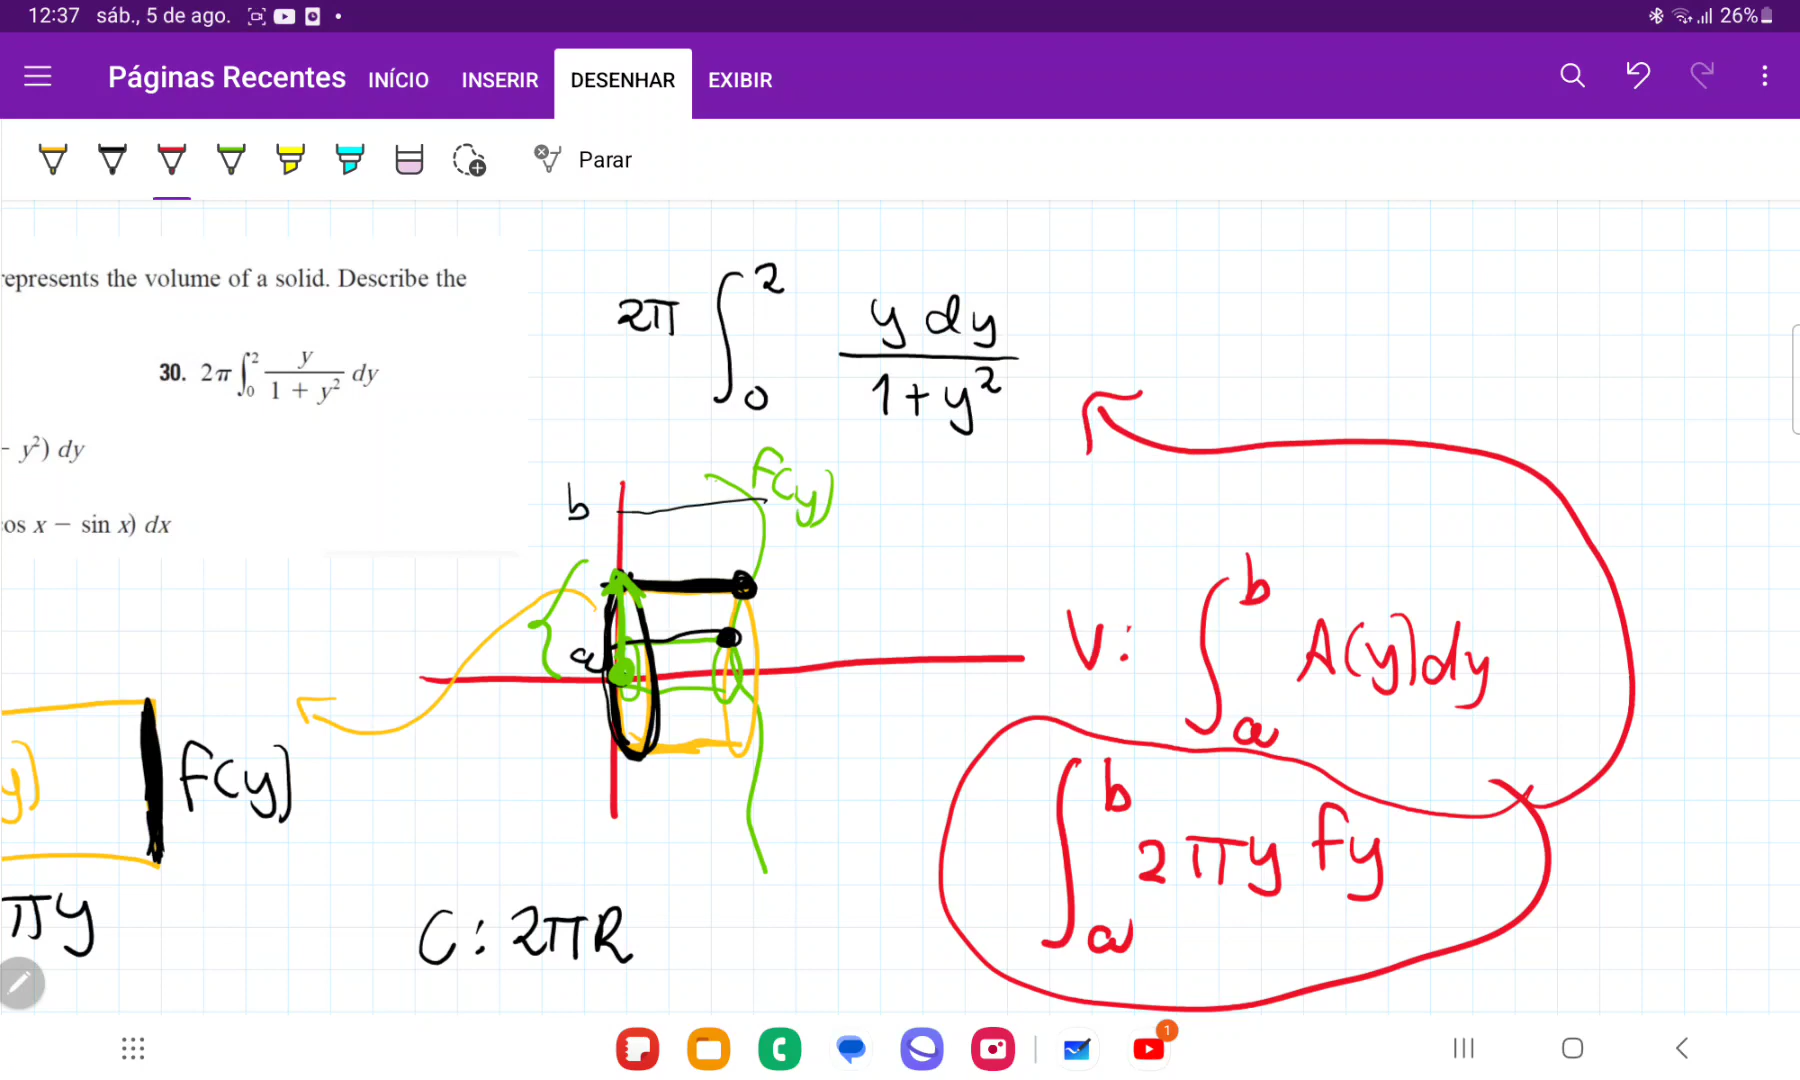 12:37 sáb., 5 de ago.
26%
Páginas Recentes INÍCIO INSERIR DESENHAR EXIBIR
Parar
epresents the volume of a solid. Describe the
30. 2π ∫₀² y / (1 + y²) dy
- y²) dy
os x − sin x) dx
2π ∫₀² y dy / (1+y²)
F(y)
b
a
V: ∫ₐᵇ A(y)dy
y)
F(y)
∫ₐᵇ 2πy Fy
πy
C: 2πR
1